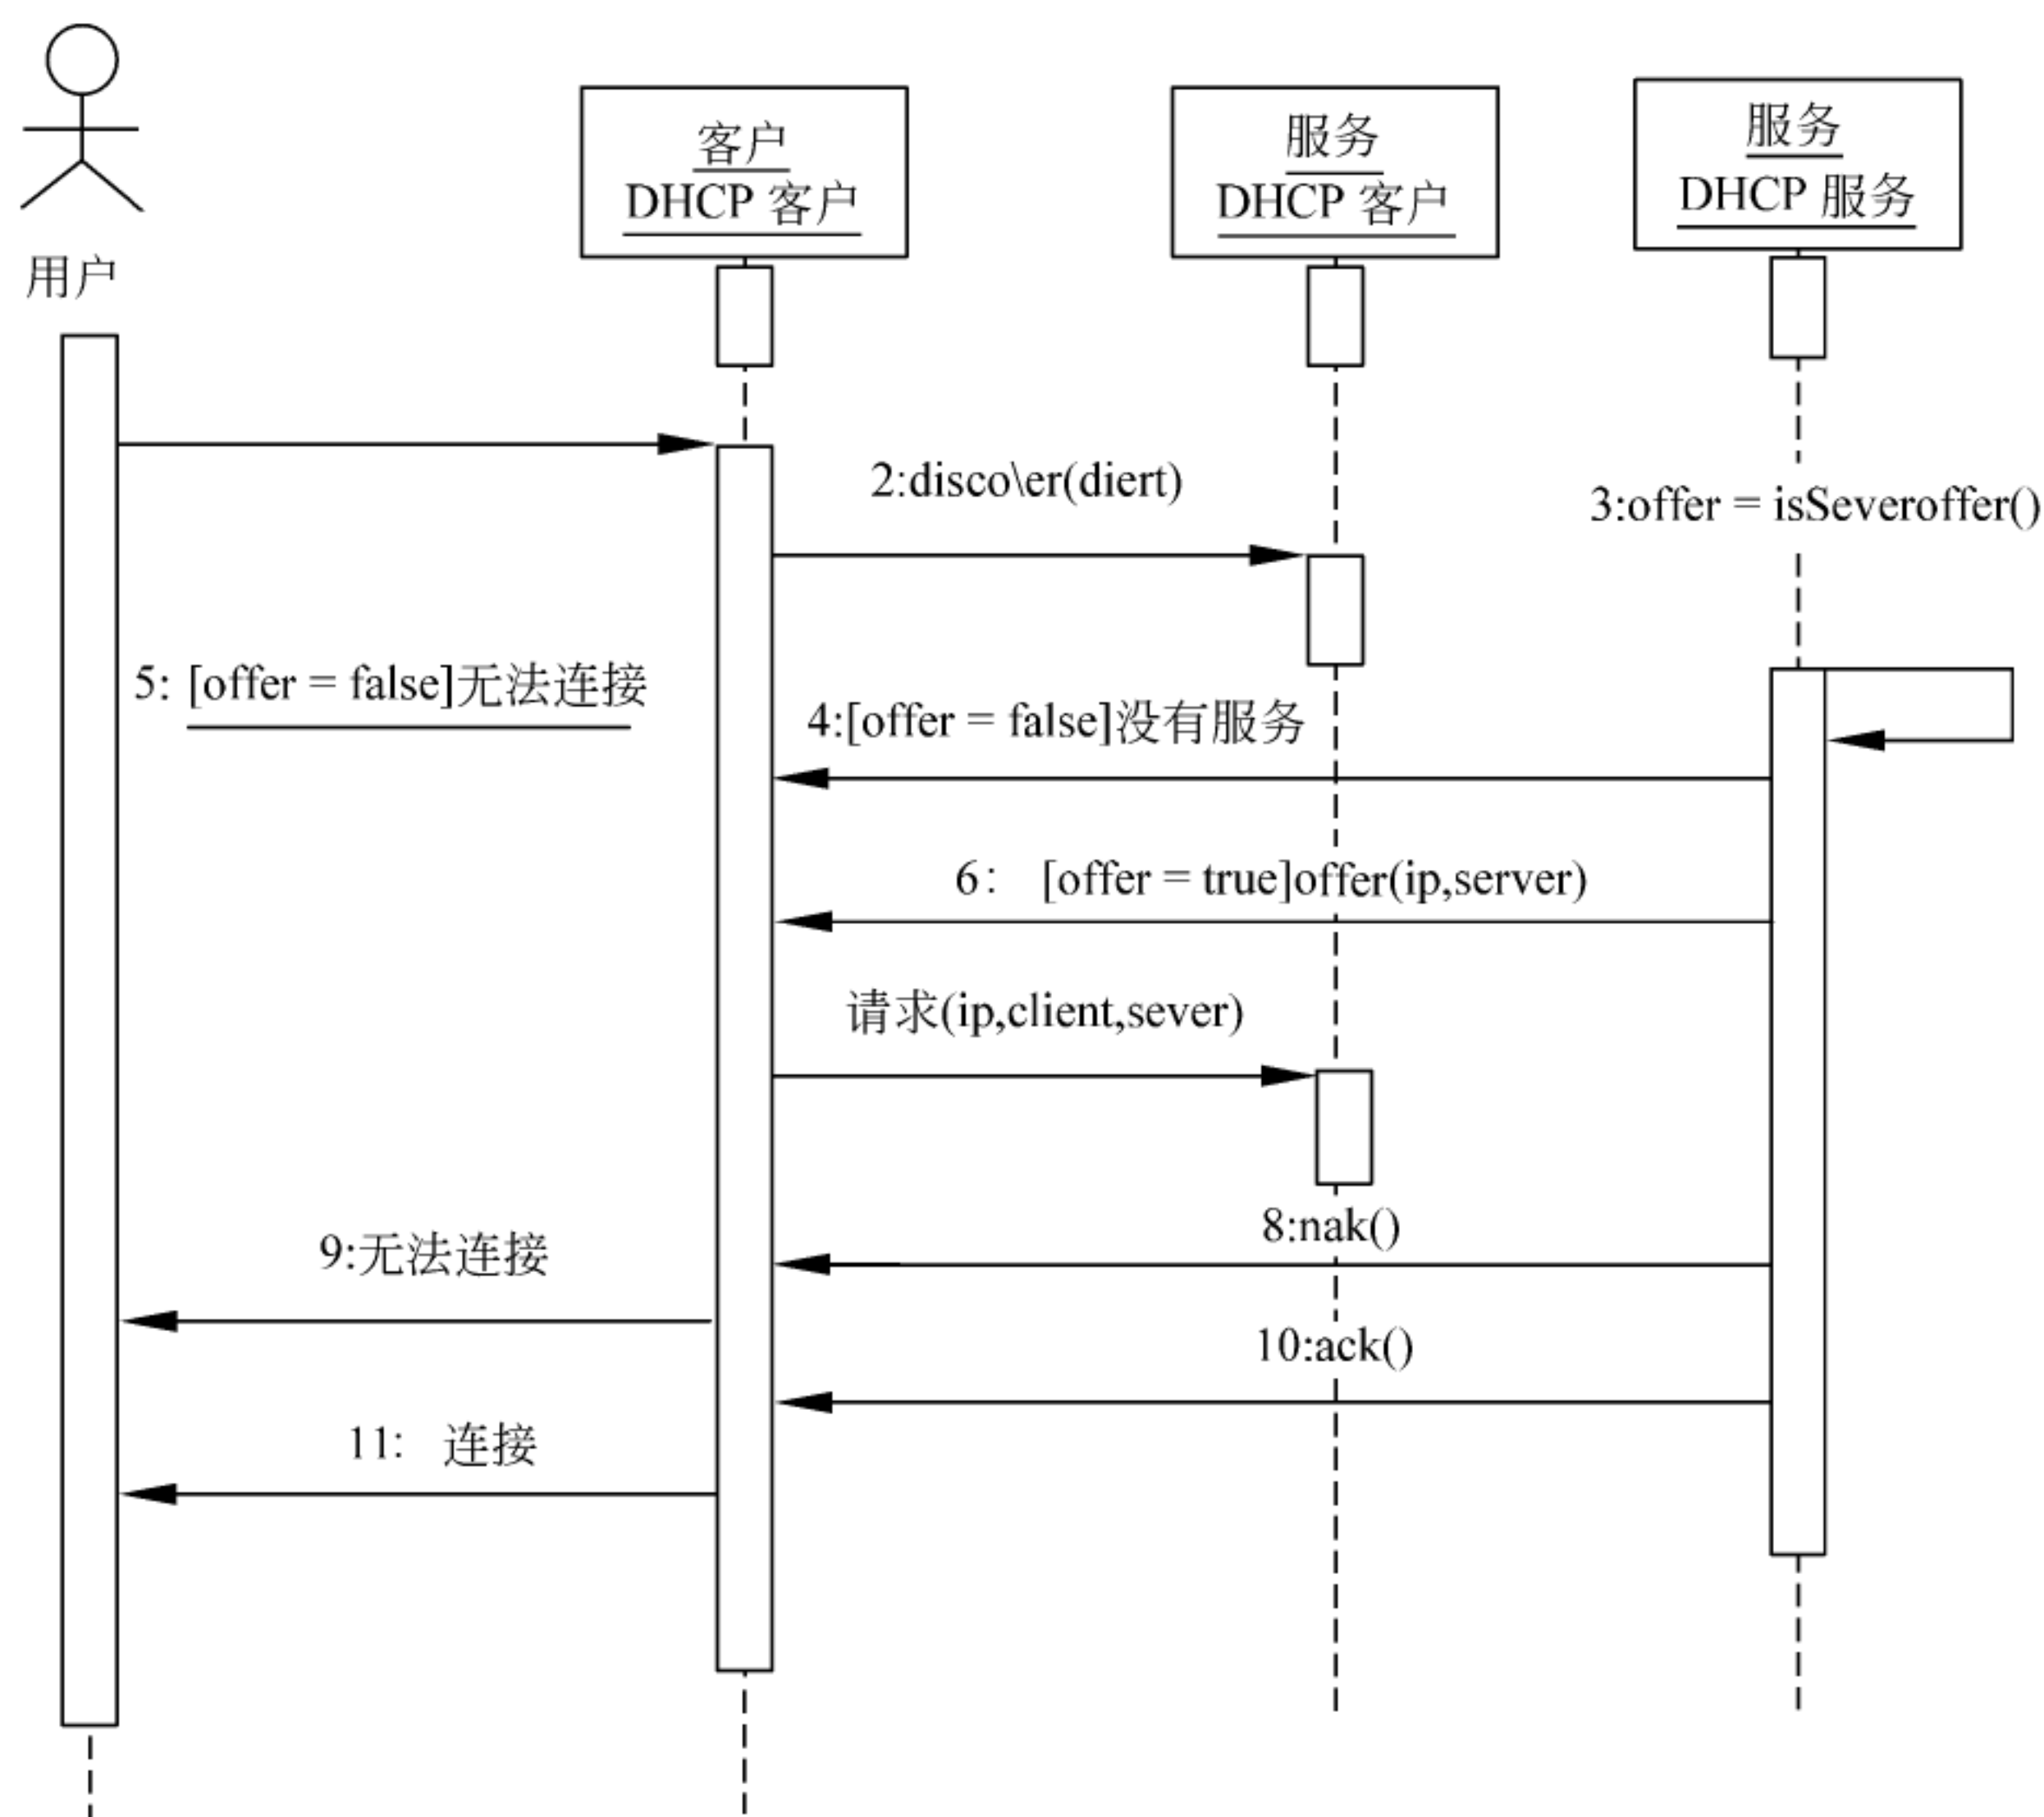 用户
客户
DHCP 客户
服务
DHCP 客户
服务
DHCP 服务
2:disco\er(diert)
3:offer = isSeveroffer()
5: [offer = false]无法连接
4:[offer = false]没有服务
6: [offer = true]offer(ip,server)
请求(ip,client,sever)
8:nak()
9:无法连接
10:ack()
11: 连接